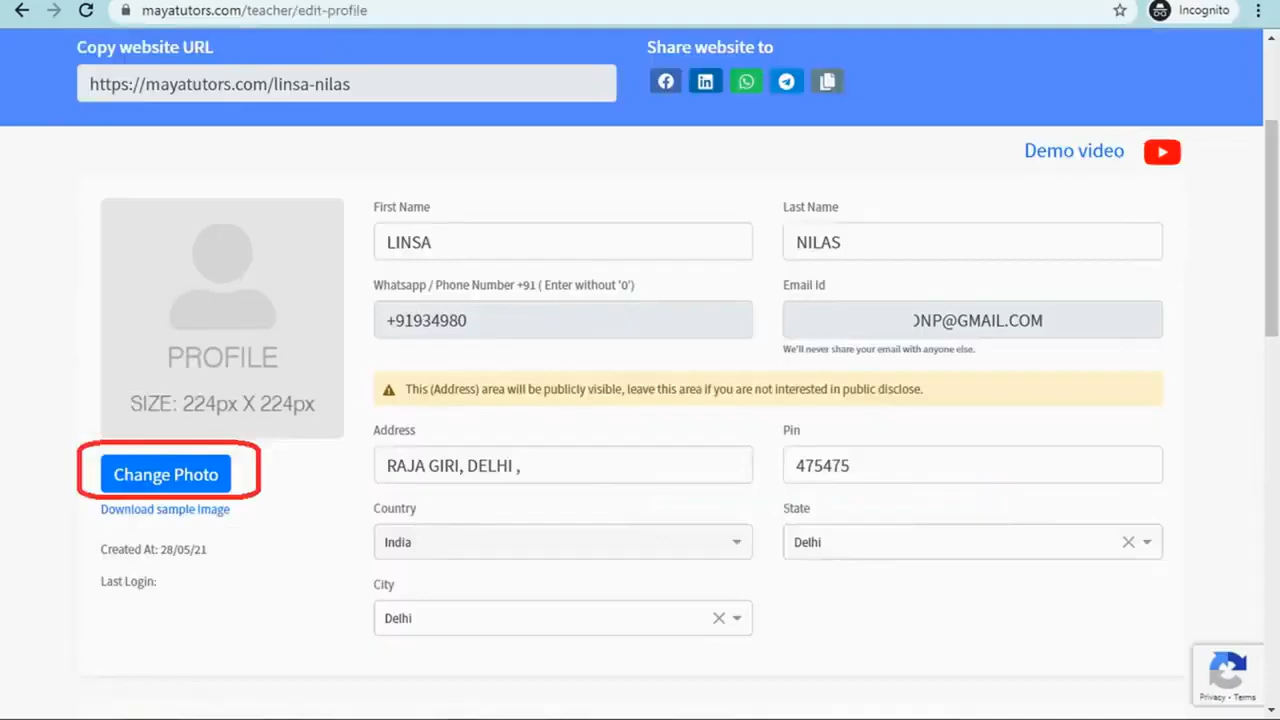 mayatutors.com/teacher/edit-profile
Incognito
Copy website URL
Share website to
https://mayatutors.com/linsa-nilas
Demo video
PROFILE
SIZE: 224px X 224px
Change Photo
Download sample Image
Created At: 28/05/21
Last Login:
First Name
Last Name
LINSA
NILAS
Whatsapp / Phone Number +91 ( Enter without '0')
Email Id
+91934980
NP@GMAIL.COM
We'll never share your email with anyone else.
This (Address) area will be publicly visible, leave this area if you are not interested in public disclose.
Address
Pin
RAJA GIRI, DELHI ,
475475
Country
State
India
Delhi
City
Delhi
Privacy - Terms